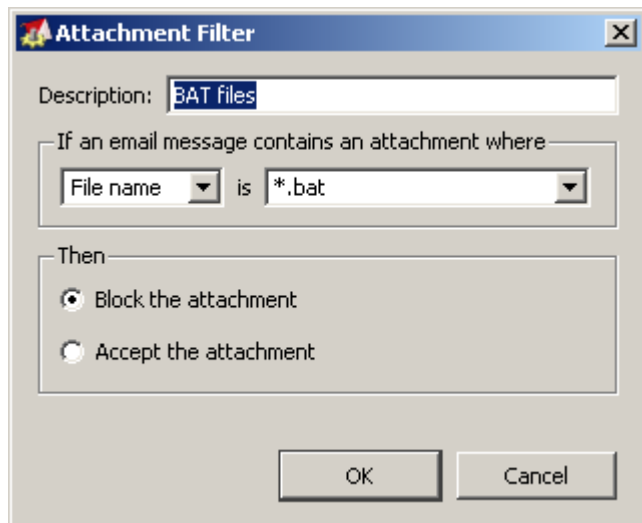 Attachment Filter
Description: BAT files
If an email message contains an attachment where
File name is *.bat
Then
Block the attachment
Accept the attachment
OK Cancel